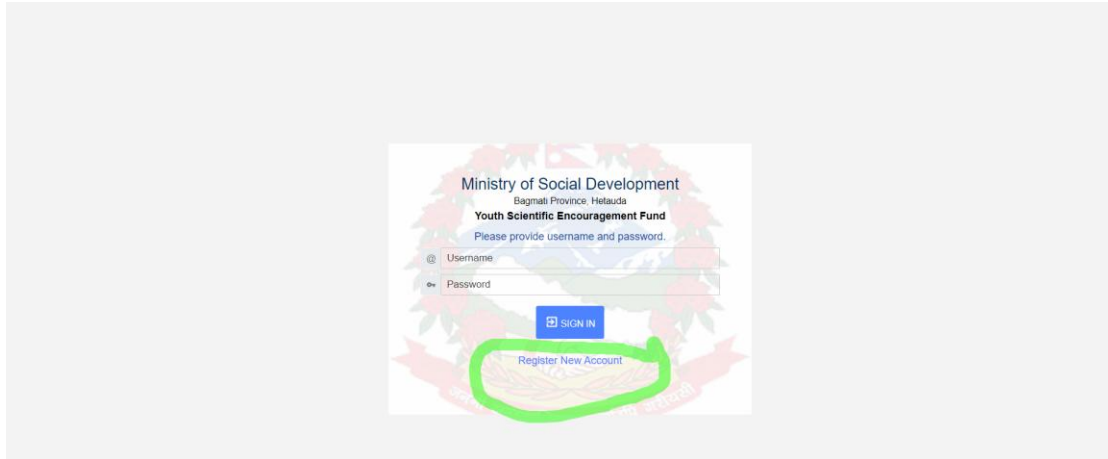 Ministry of Social Development
Bagmati Province, Hetauda
Youth Scientific Encouragement Fund
Please provide username and password.
@ Username
Password
SIGN IN
Register New Account